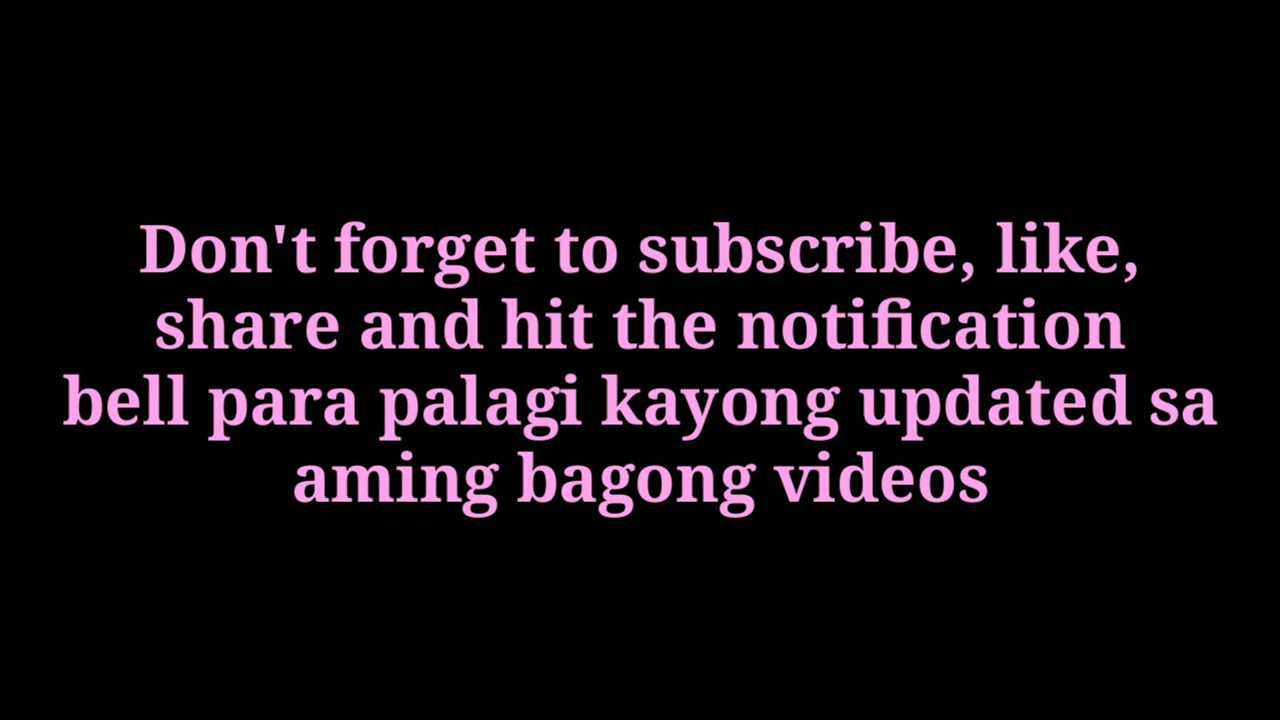 Don't forget to subscribe, like,
share and hit the notification
bell para palagi kayong updated sa
aming bagong videos